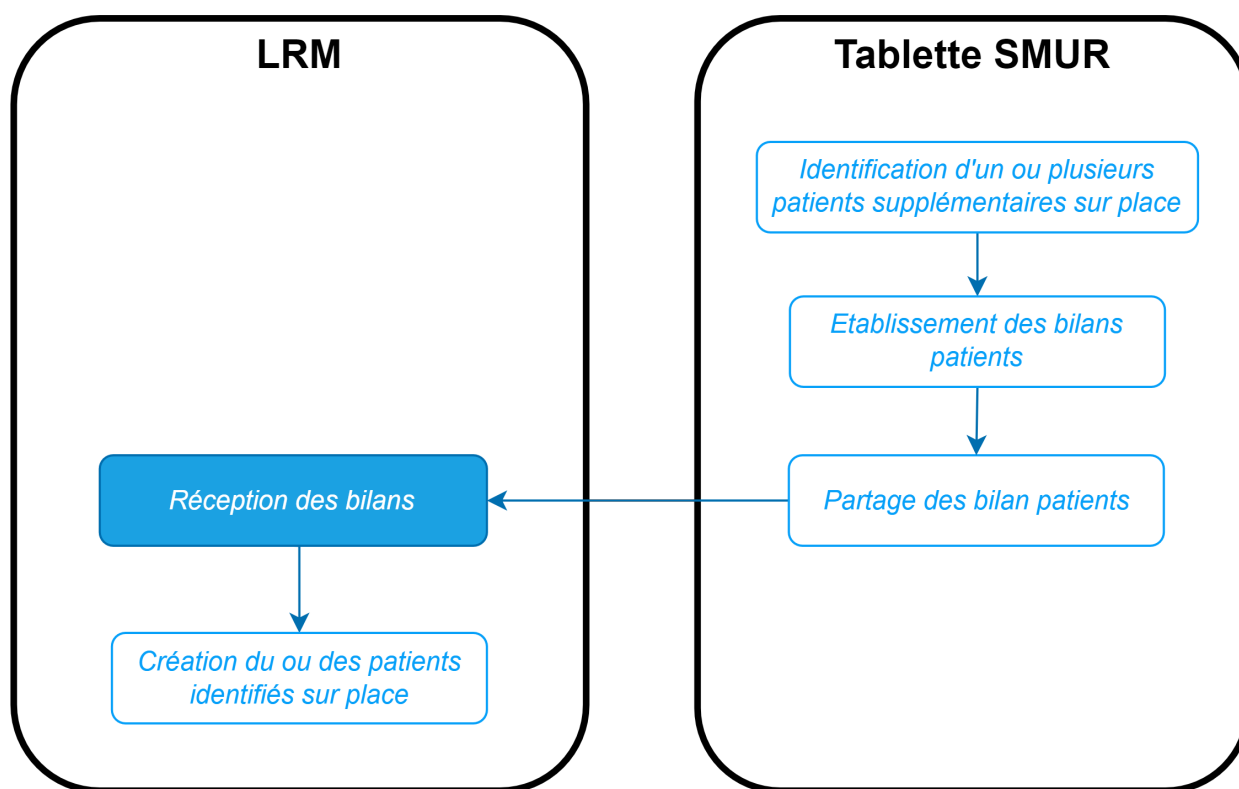 LRM
Tablette SMUR
Identification d'un ou plusieurs
patients supplémentaires sur place
Etablissement des bilans
patients
Partage des bilan patients
Réception des bilans
Création du ou des patients
identifiés sur place